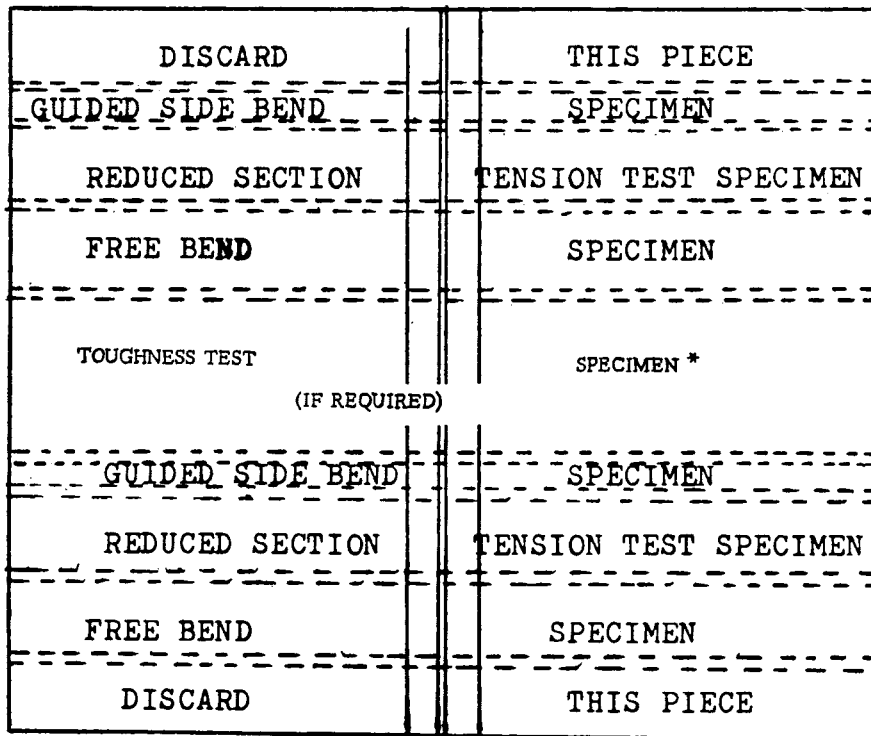 DISCARD THIS PIECE
GUIDED SIDE BEND SPECIMEN
REDUCED SECTION TENSION TEST SPECIMEN
FREE BEND SPECIMEN
TOUGHNESS TEST SPECIMEN *
(IF REQUIRED)
GUIDED SIDE BEND SPECIMEN
REDUCED SECTION TENSION TEST SPECIMEN
FREE BEND SPECIMEN
DISCARD THIS PIECE